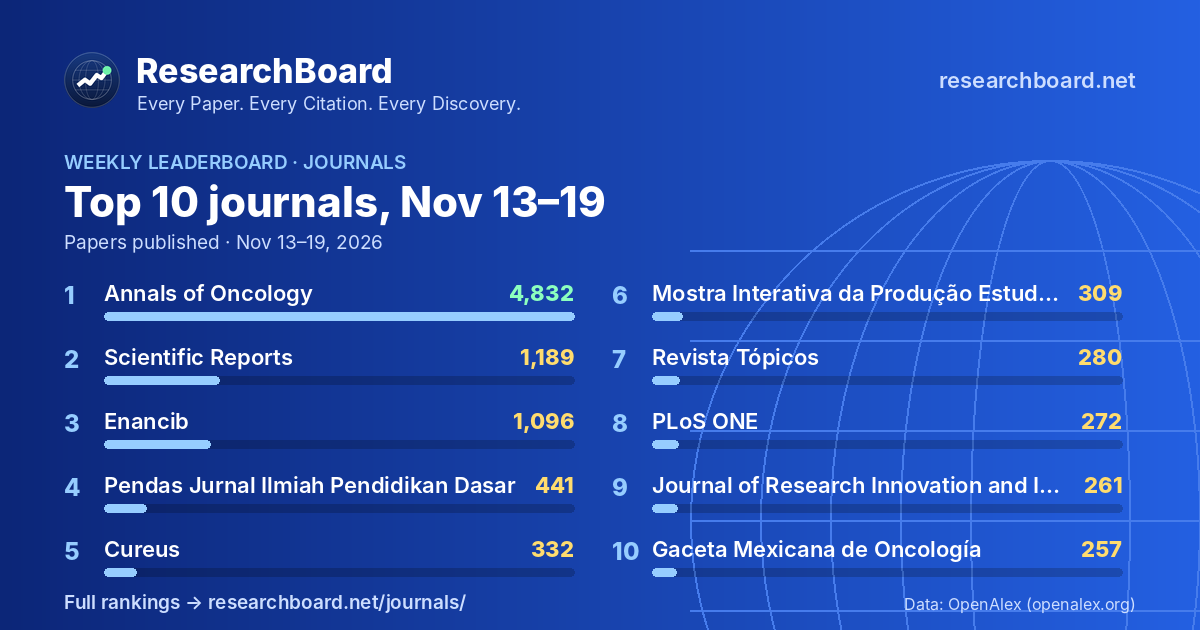 ResearchBoard
Every Paper. Every Citation. Every Discovery.
researchboard.net
WEEKLY LEADERBOARD · JOURNALS
Top 10 journals, Nov 13–19
Papers published · Nov 13–19, 2026
1 Annals of Oncology 4,832
2 Scientific Reports 1,189
3 Enancib 1,096
4 Pendas Jurnal Ilmiah Pendidikan Dasar 441
5 Cureus 332
6 Mostra Interativa da Produção Estud... 309
7 Revista Tópicos 280
8 PLoS ONE 272
9 Journal of Research Innovation and I... 261
10 Gaceta Mexicana de Oncología 257
Full rankings → researchboard.net/journals/
Data: OpenAlex (openalex.org)